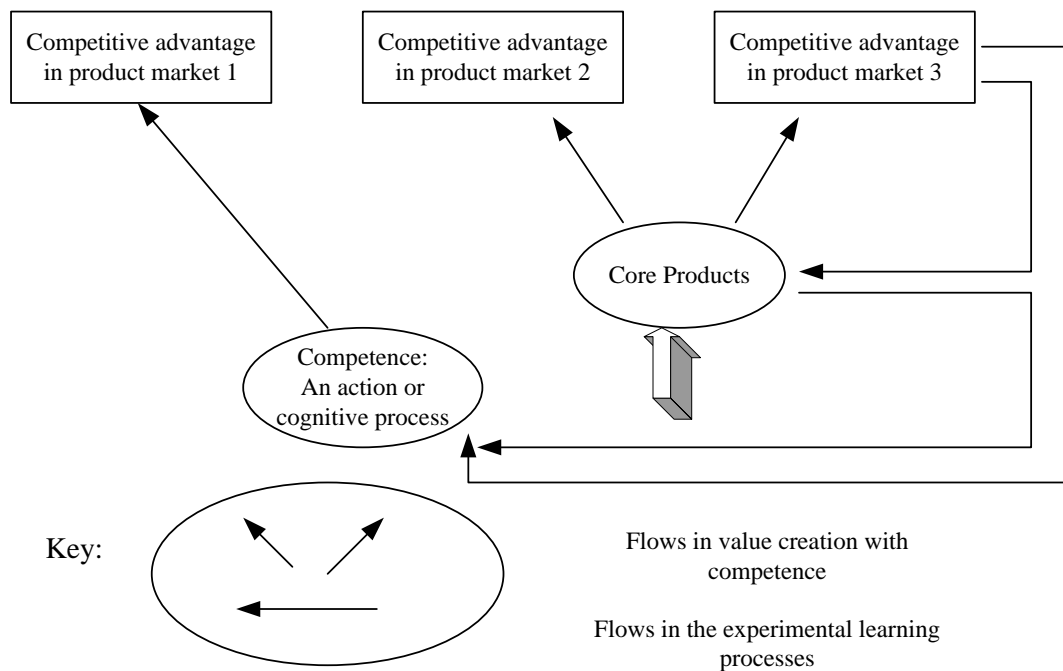 Competitive advantage
in product market 1
Competitive advantage
in product market 2
Competitive advantage
in product market 3
Core Products
Competence:
An action or
cognitive process
Key:
Flows in value creation with
competence
Flows in the experimental learning
processes